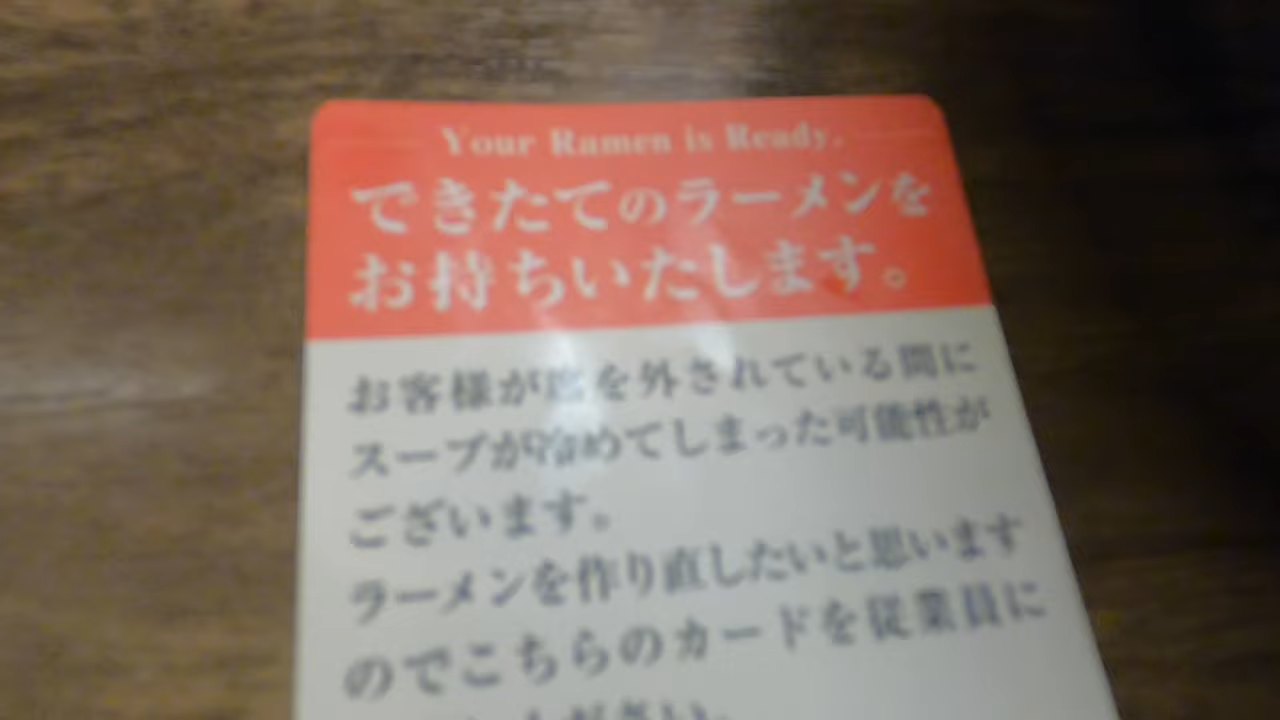 Your Ramen is Ready.
できたてのラーメンを
お持ちいたします。
お客様が席を外されている間に
スープが冷めてしまった可能性が
ございます。
ラーメンを作り直したいと思います
のでこちらのカードを従業員に
ださい。